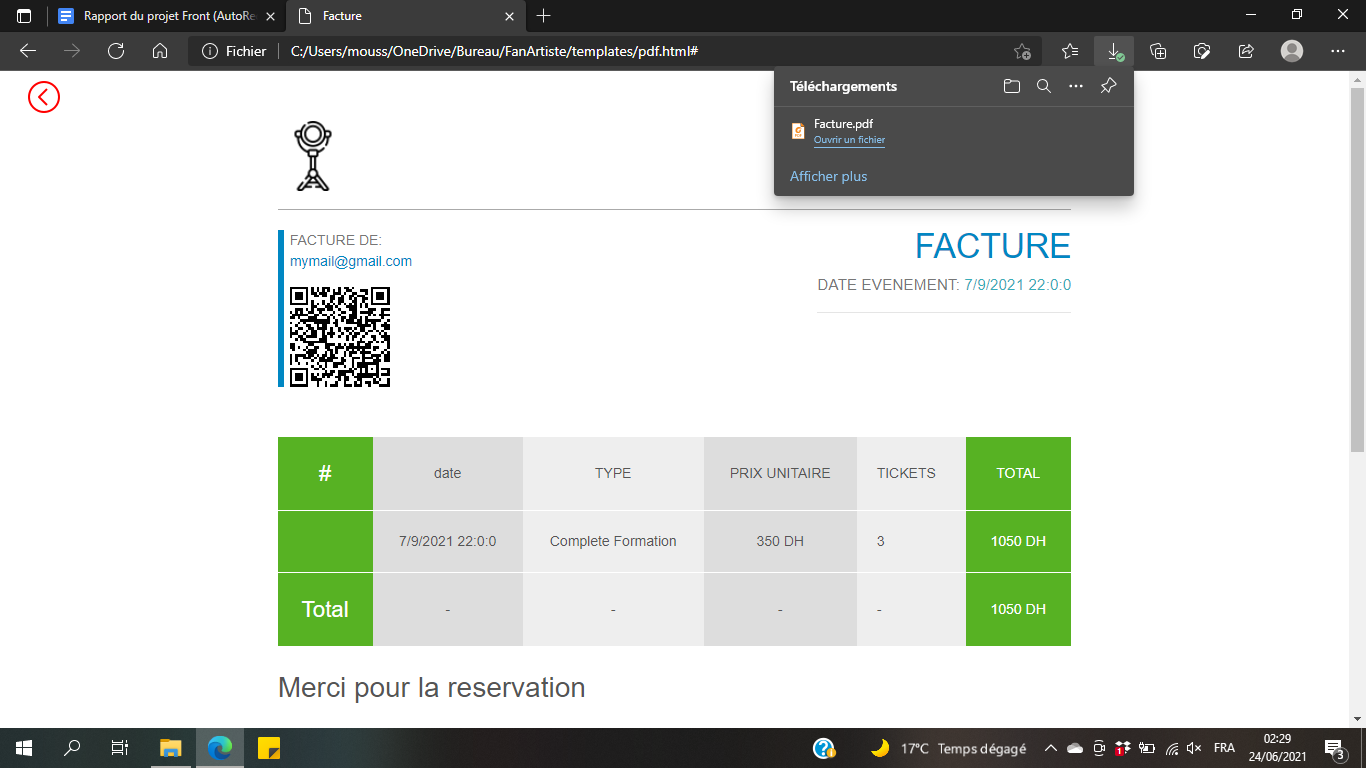 Rapport du projet Front (AutoRe
Facture
Fichier
C:/Users/mouss/OneDrive/Bureau/FanArtiste/templates/pdf.html#
Téléchargements
Facture.pdf
Ouvrir un fichier
Afficher plus
FACTURE DE:
mymail@gmail.com
FACTURE
DATE EVENEMENT: 7/9/2021 22:0:0
# date TYPE PRIX UNITAIRE TICKETS TOTAL
7/9/2021 22:0:0 Complete Formation 350 DH 3 1050 DH
Total - - - - 1050 DH
Merci pour la reservation
17°C Temps dégagé
FRA
02:29
24/06/2021
3